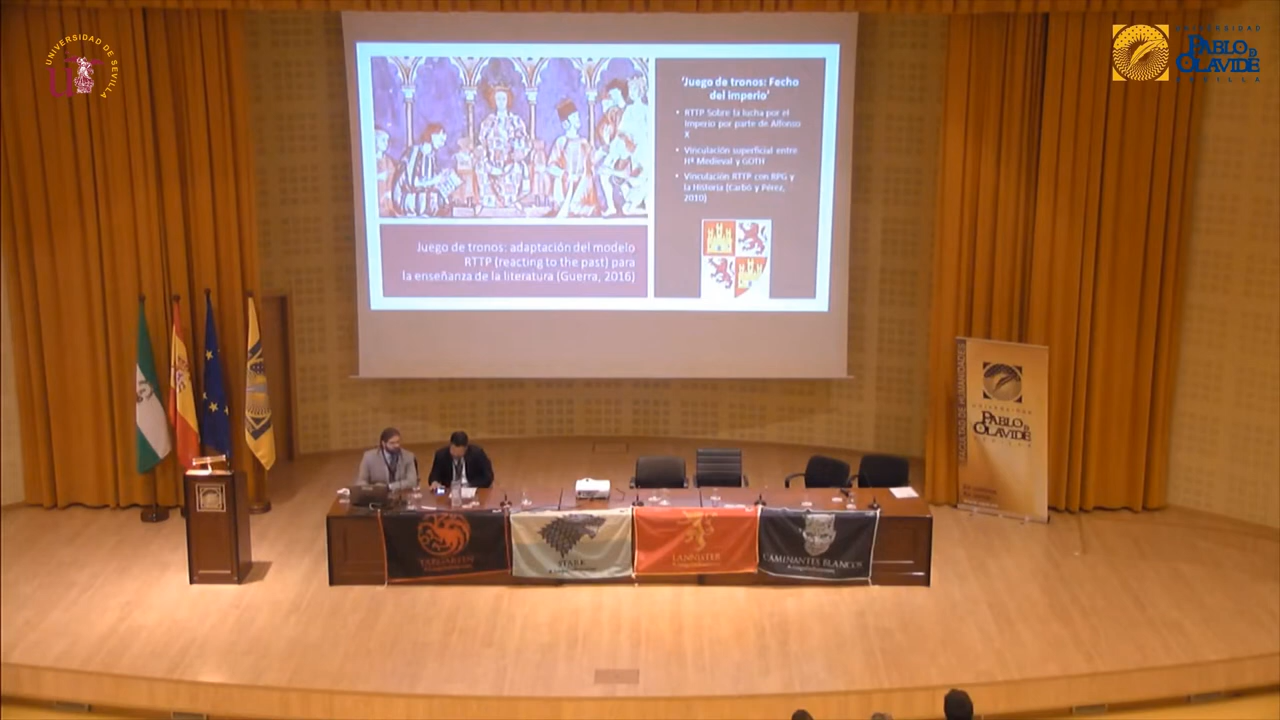 UNIVERSIDAD DE SEVILLA
UNIVERSIDAD
PABLO DE
OLAVIDE
SEVILLA
'Juego de tronos: Fecho
del imperio'
• RTTP Sobre la lucha por el
Imperio por parte de Alfonso
X
• Vinculación superficial entre
Hª Medieval y GOTH
• Vinculación RTTP con RPG y
la Historia (Carbó y Pérez,
2010)
Juego de tronos: adaptación del modelo
RTTP (reacting to the past) para
la enseñanza de la literatura (Guerra, 2016)
FACULTAD DE HUMANIDADES
UNIVERSIDAD
PABLO DE
OLAVIDE
SEVILLA
TARGARYEN
STARK
LANNISTER
CAMINANTES BLANCOS